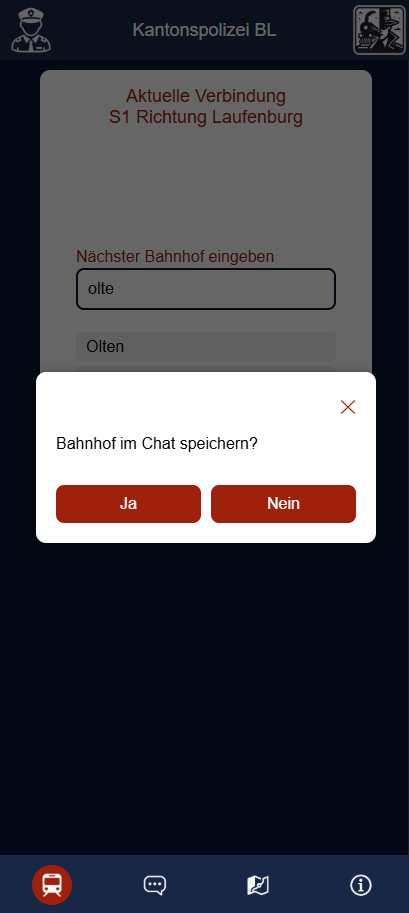 Kantonspolizei BL
Aktuelle Verbindung
S1 Richtung Laufenburg
Nächster Bahnhof eingeben
olte
Olten
Bahnhof im Chat speichern?
Ja
Nein